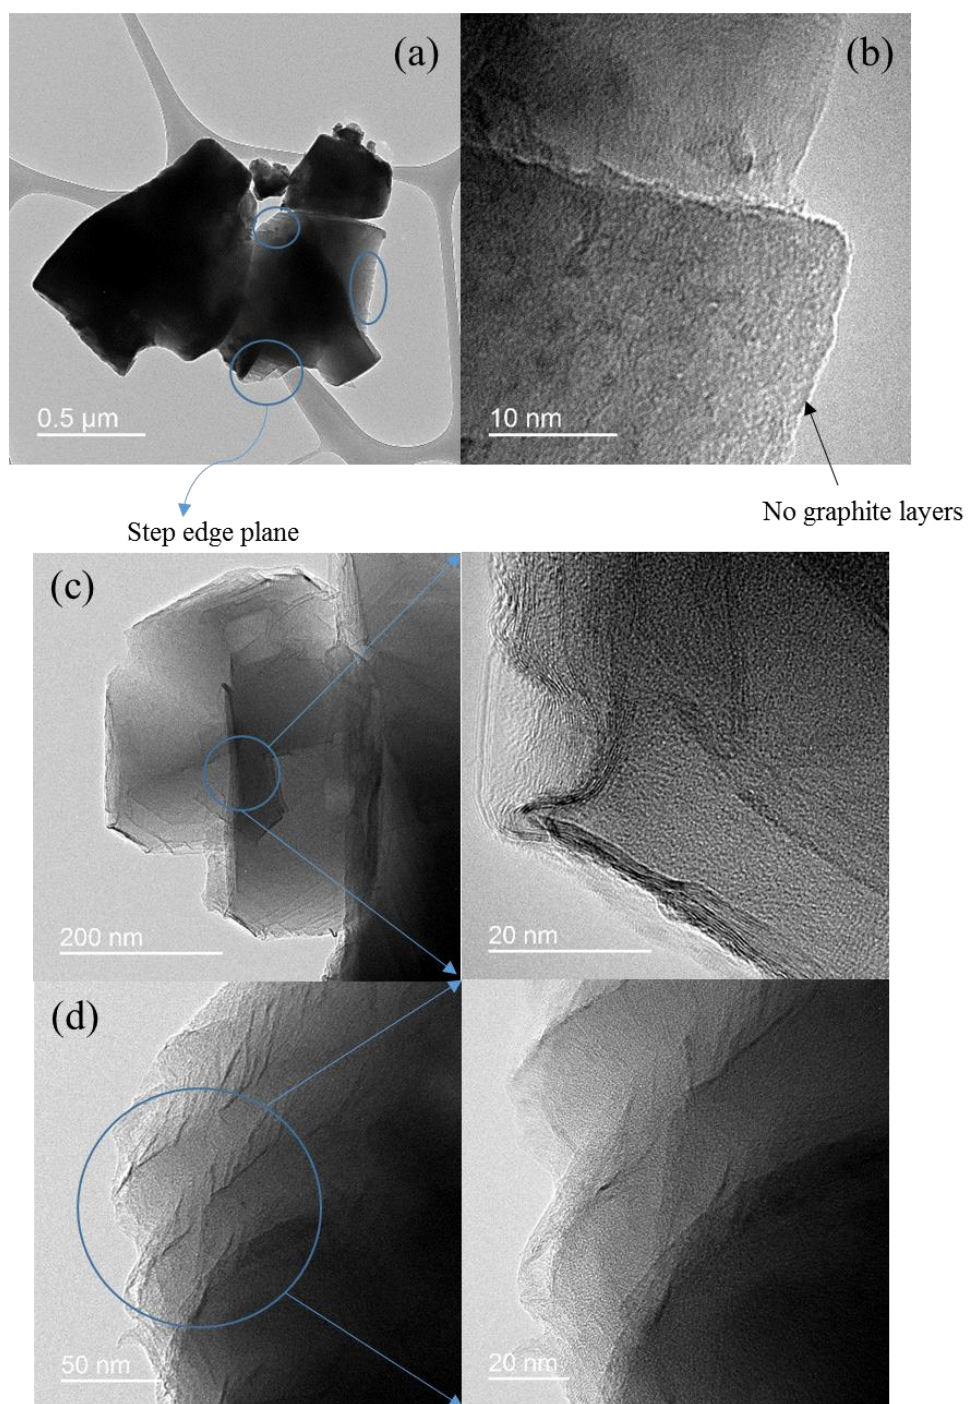 (a)
0.5 µm
(b)
10 nm
No graphite layers
Step edge plane
(c)
200 nm
20 nm
(d)
50 nm
20 nm